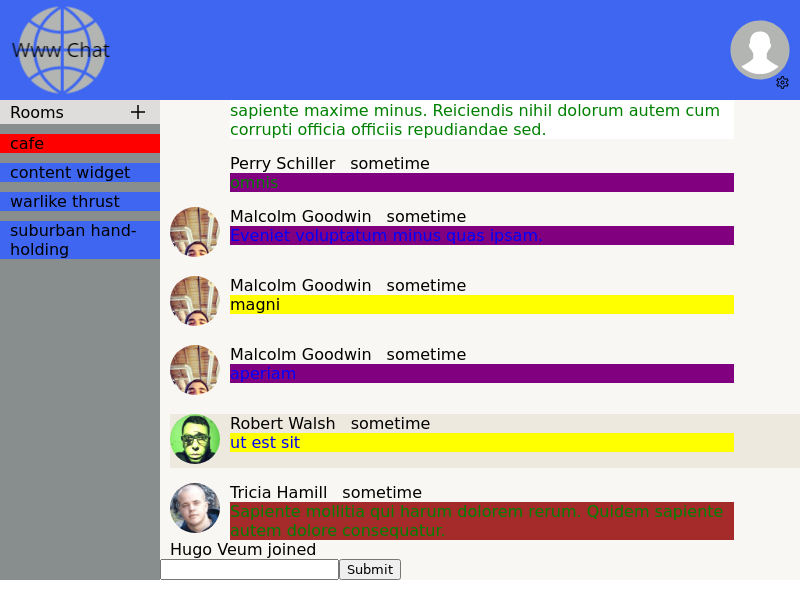 Www Chat
Rooms
cafe
content widget
warlike thrust
suburban hand-
holding
sapiente maxime minus. Reiciendis nihil dolorum autem cum
corrupti officia officiis repudiandae sed.
Perry Schiller sometime
omnis
Malcolm Goodwin sometime
Eveniet voluptatum minus quas ipsam.
Malcolm Goodwin sometime
magni
Malcolm Goodwin sometime
aperiam
Robert Walsh sometime
ut est sit
Tricia Hamill sometime
Sapiente mollitia qui harum dolorem rerum. Quidem sapiente
autem dolore consequatur.
Hugo Veum joined
Submit